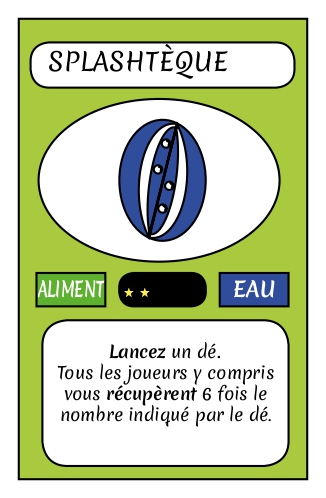 SPLASHTÈQUE
ALIMENT
EAU
Lancez un dé.
Tous les joueurs y compris
vous récupèrent 6 fois le
nombre indiqué par le dé.